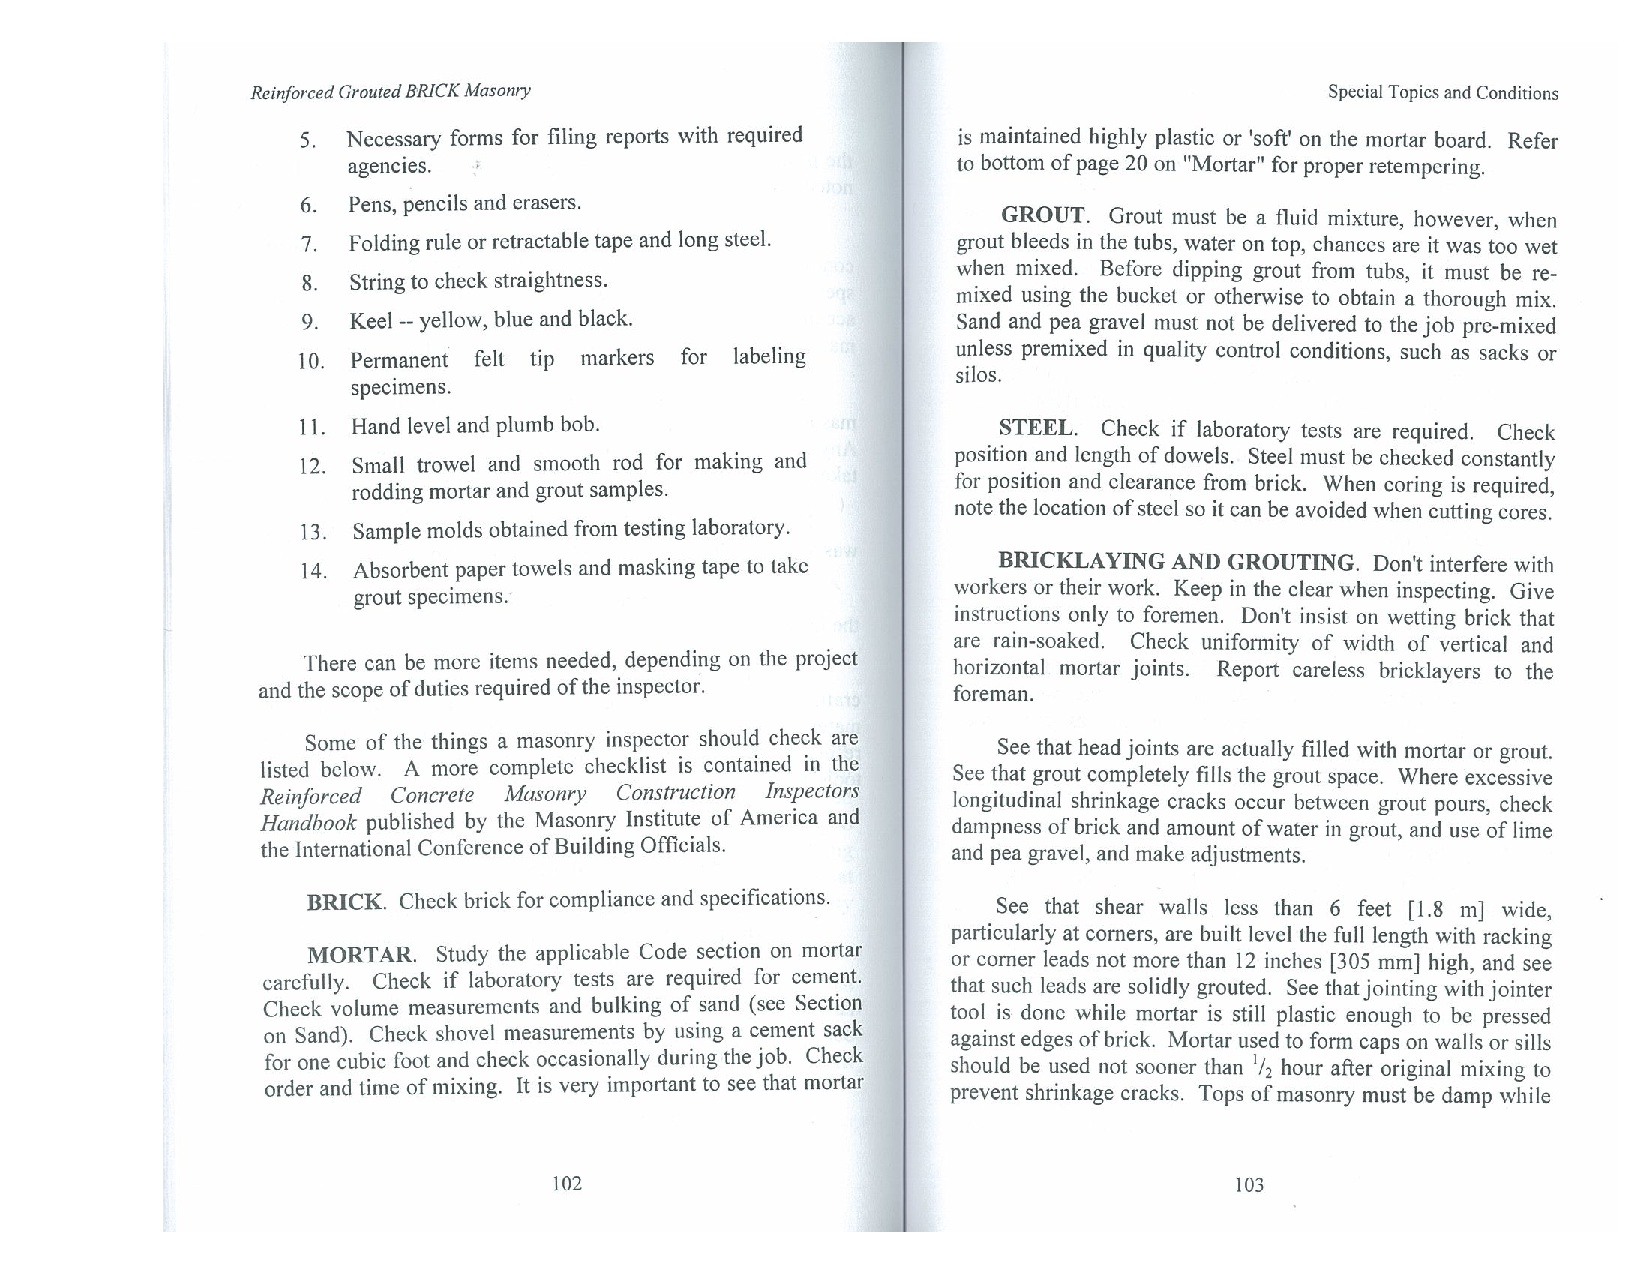 Reinforced Grouted BRICK Masonry
5. Necessary forms for filing reports with required
agencies.
6. Pens, pencils and erasers.
7. Folding rule or retractable tape and long steel.
8. String to check straightness.
9. Keel -- yellow, blue and black.
10. Permanent felt tip markers for labeling
specimens.
11. Hand level and plumb bob.
12. Small trowel and smooth rod for making and
rodding mortar and grout samples.
13. Sample molds obtained from testing laboratory.
14. Absorbent paper towels and masking tape to take
grout specimens.
There can be more items needed, depending on the project
and the scope of duties required of the inspector.
Some of the things a masonry inspector should check are
listed below. A more complete checklist is contained in the
Reinforced Concrete Masonry Construction Inspectors
Handbook published by the Masonry Institute of America and
the International Conference of Building Officials.
BRICK. Check brick for compliance and specifications.
MORTAR. Study the applicable Code section on mortar
carefully. Check if laboratory tests are required for cement.
Check volume measurements and bulking of sand (see Section
on Sand). Check shovel measurements by using a cement sack
for one cubic foot and check occasionally during the job. Check
order and time of mixing. It is very important to see that mortar
102
Special Topics and Conditions
is maintained highly plastic or 'soft' on the mortar board. Refer
to bottom of page 20 on "Mortar" for proper retempering.
GROUT. Grout must be a fluid mixture, however, when
grout bleeds in the tubs, water on top, chances are it was too wet
when mixed. Before dipping grout from tubs, it must be re-
mixed using the bucket or otherwise to obtain a thorough mix.
Sand and pea gravel must not be delivered to the job pre-mixed
unless premixed in quality control conditions, such as sacks or
silos.
STEEL. Check if laboratory tests are required. Check
position and length of dowels. Steel must be checked constantly
for position and clearance from brick. When coring is required,
note the location of steel so it can be avoided when cutting cores.
BRICKLAYING AND GROUTING. Don't interfere with
workers or their work. Keep in the clear when inspecting. Give
instructions only to foremen. Don't insist on wetting brick that
are rain-soaked. Check uniformity of width of vertical and
horizontal mortar joints. Report careless bricklayers to the
foreman.
See that head joints are actually filled with mortar or grout.
See that grout completely fills the grout space. Where excessive
longitudinal shrinkage cracks occur between grout pours, check
dampness of brick and amount of water in grout, and use of lime
and pea gravel, and make adjustments.
See that shear walls less than 6 feet [1.8 m] wide,
particularly at corners, are built level the full length with racking
or corner leads not more than 12 inches [305 mm] high, and see
that such leads are solidly grouted. See that jointing with jointer
tool is done while mortar is still plastic enough to be pressed
against edges of brick. Mortar used to form caps on walls or sills
should be used not sooner than 1/2 hour after original mixing to
prevent shrinkage cracks. Tops of masonry must be damp while
103